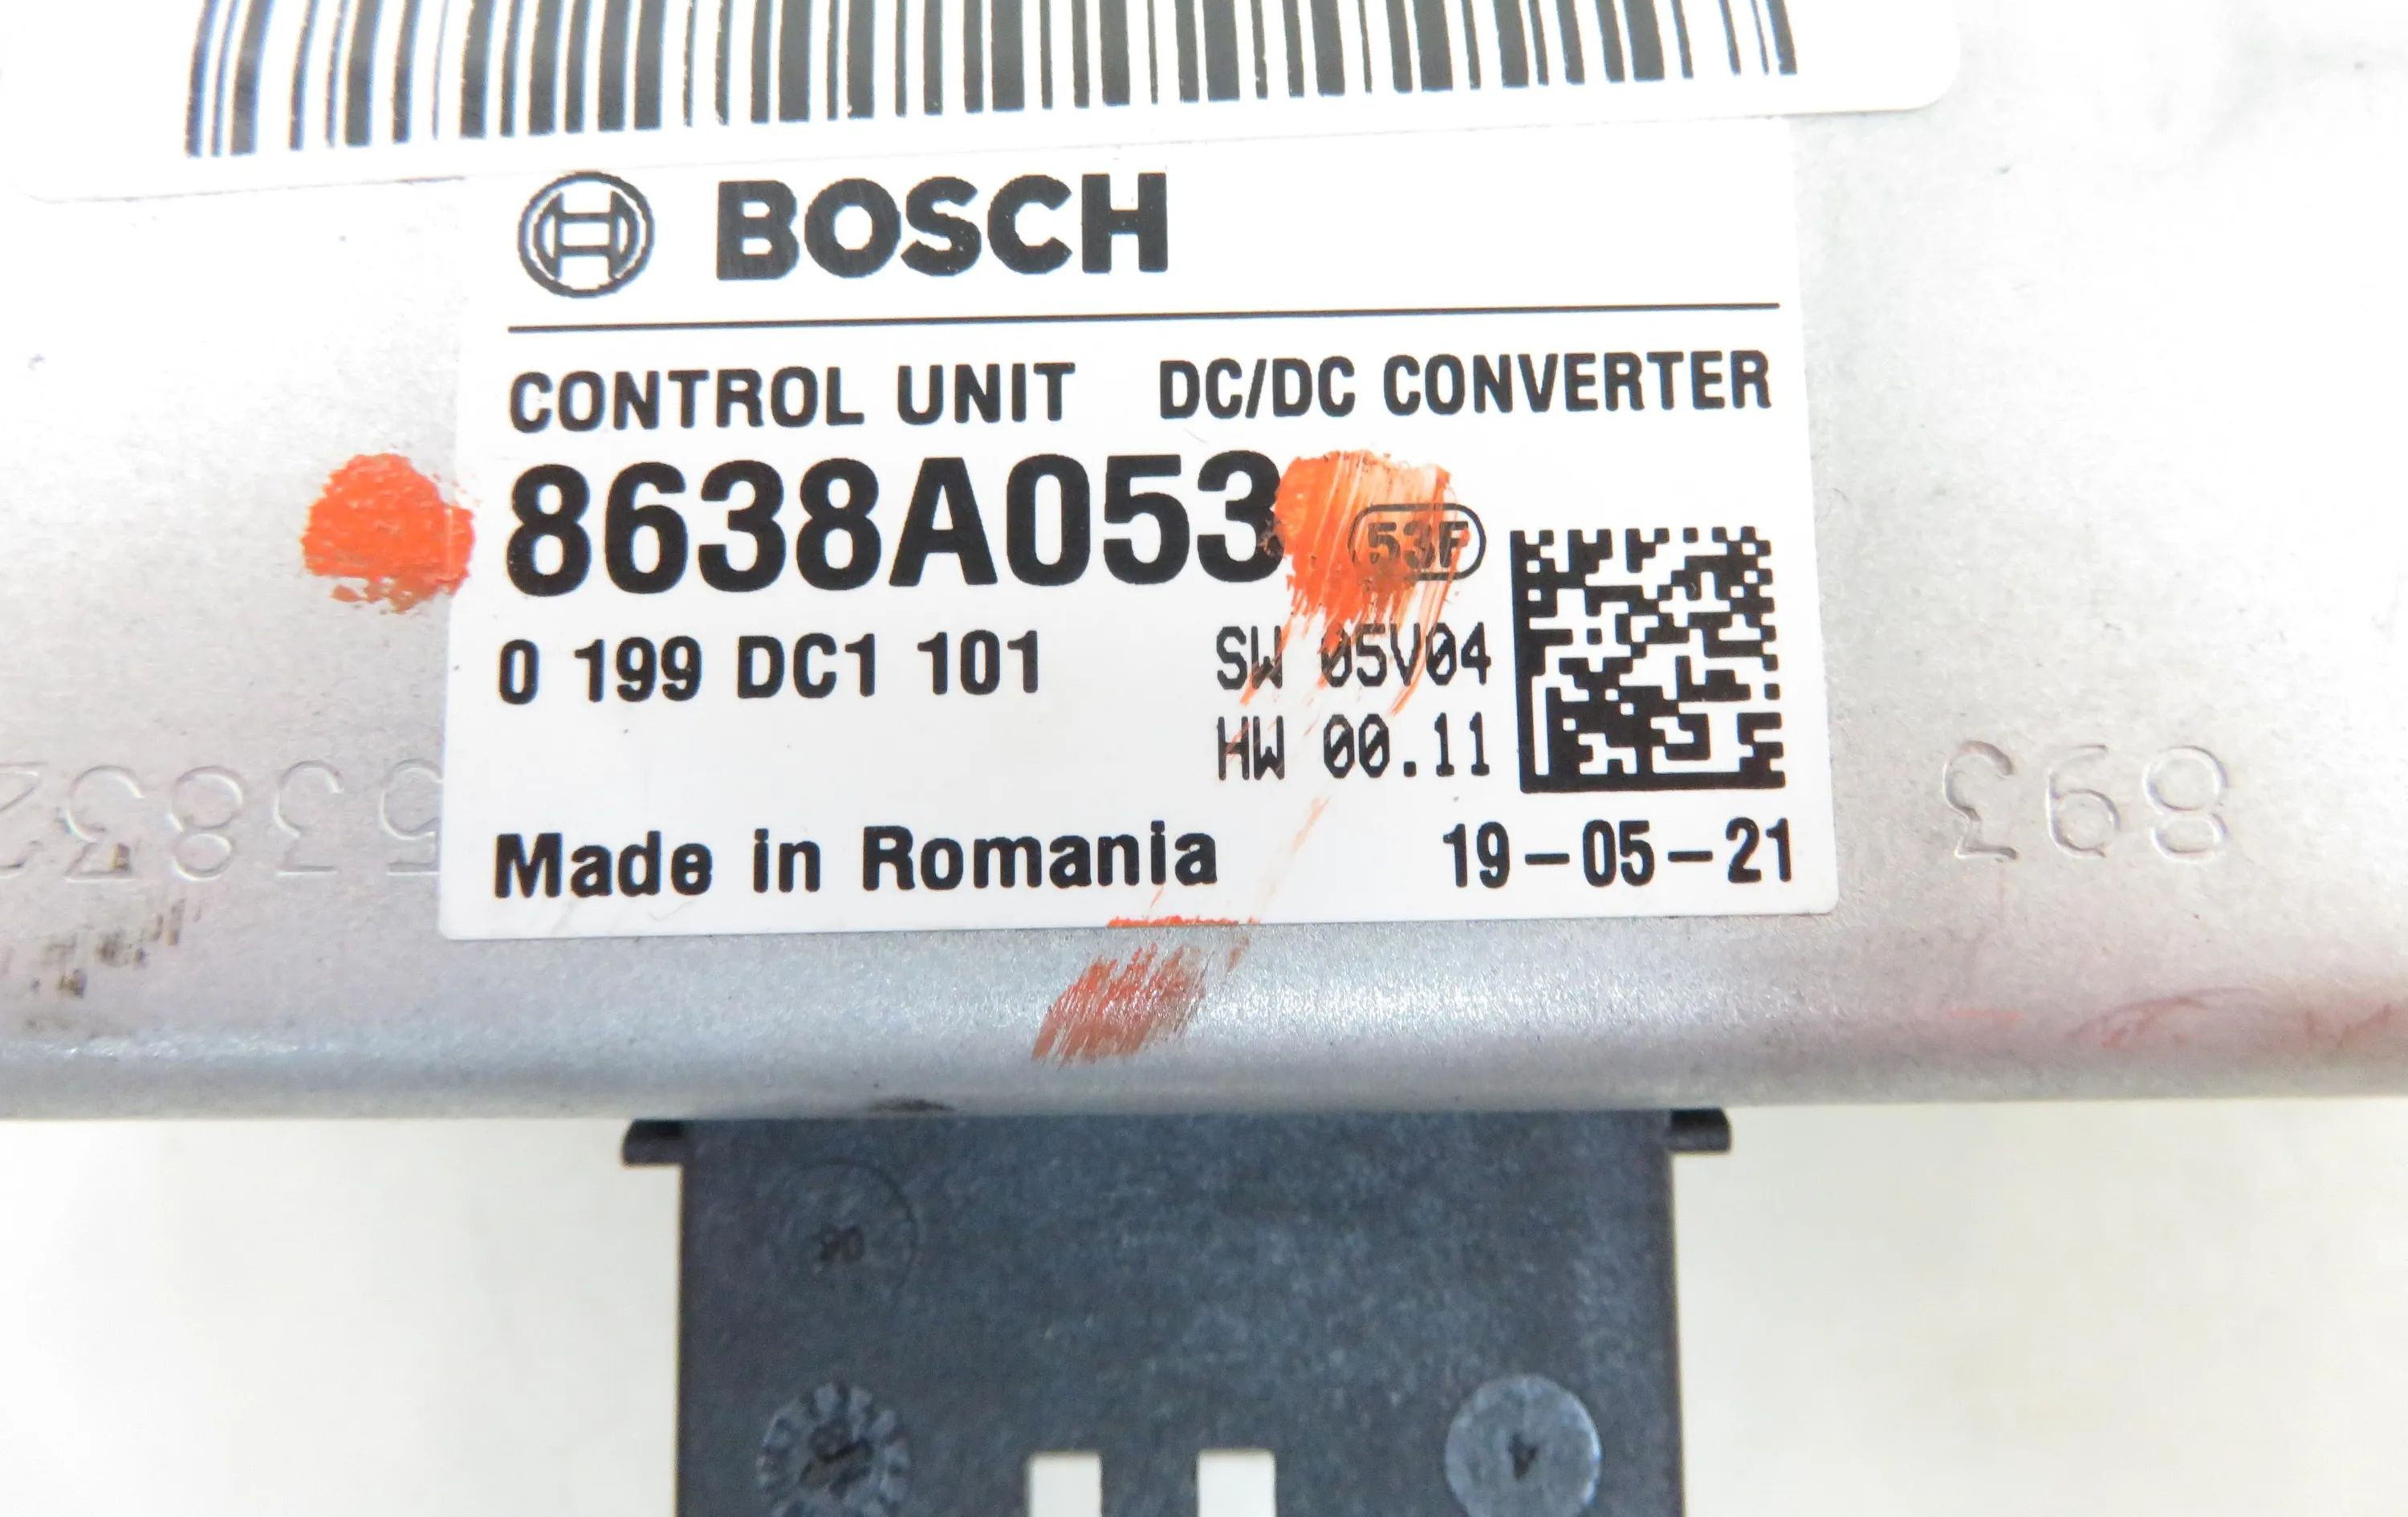 BOSCH
CONTROL UNIT DC/DC CONVERTER
8638A053
53F
0 199 DC1 101
SW 05V04
HW 00.11
Made in Romania
19-05-21
893